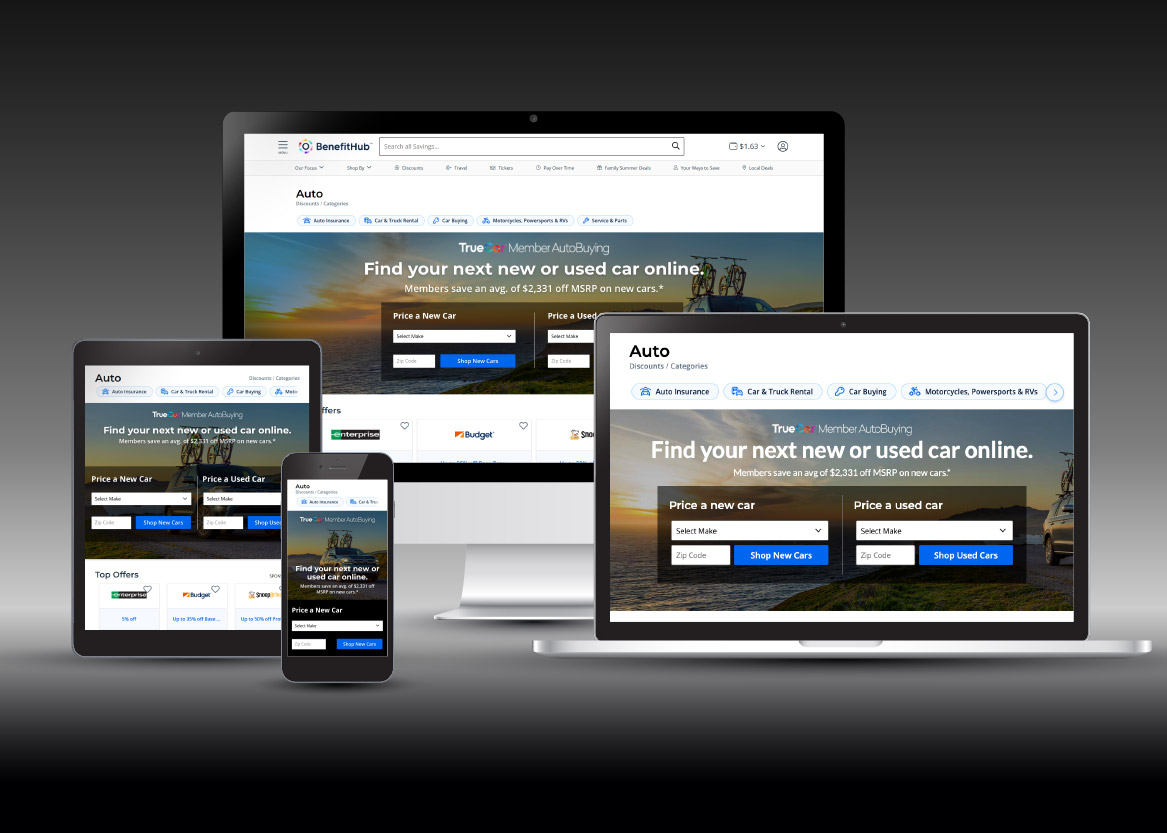 MENU
BenefitHub
Search all Savings...
$1.63
Our Focus
Shop By
Discounts
Travel
Tickets
Pay Over Time
Family Summer Deals
Your Ways to Save
Local Deals
Auto
Discounts / Categories
Auto Insurance
Car & Truck Rental
Car Buying
Motorcycles, Powersports & RVs
Service & Parts
TrueCar Member AutoBuying
Find your next new or used car online.
Members save an avg. of $2,331 off MSRP on new cars.*
Price a New Car
Price a Used
Select Make
Select Make
Zip Code
Shop New Cars
Zip Code
ffers
enterprise
Budget
Sno
Auto
Discounts / Categories
Auto Insurance
Car & Truck Rental
Car Buying
Moto
TrueCar Member AutoBuying
Find your next new or used car online.
Members save an avg. of $2,331 off MSRP on new cars.*
Price a New Car
Price a Used Car
Select Make
Select Make
Zip Code
Shop New Cars
Zip Code
Shop Use
Top Offers
SPON
enterprise
Budget
Snoop
5% off
Up to 35% off Base ...
Up to 50% off Pro
Auto
Discounts / Categories
Auto Insurance
Car & Truc
TrueCar Member AutoBuying
Find your next new or
used car online.
Members save an avg. of $2,331 off
MSRP on new cars.*
Price a New Car
Select Make
Zip Code
Shop New Cars
Auto
Discounts / Categories
Auto Insurance
Car & Truck Rental
Car Buying
Motorcycles, Powersports & RVs
TrueCar Member AutoBuying
Find your next new or used car online.
Members save an avg of $2,331 off MSRP on new cars.*
Price a new car
Price a used car
Select Make
Select Make
Zip Code
Shop New Cars
Zip Code
Shop Used Cars